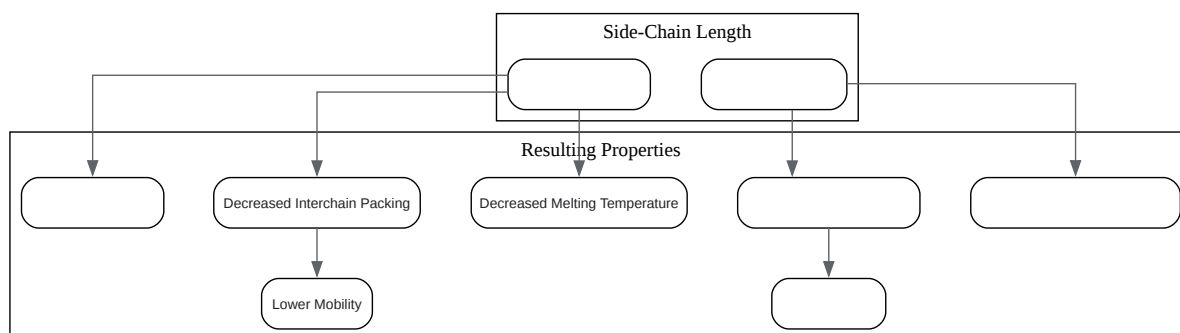 Side-Chain Length
Resulting Properties
Decreased Interchain Packing
Decreased Melting Temperature
Lower Mobility